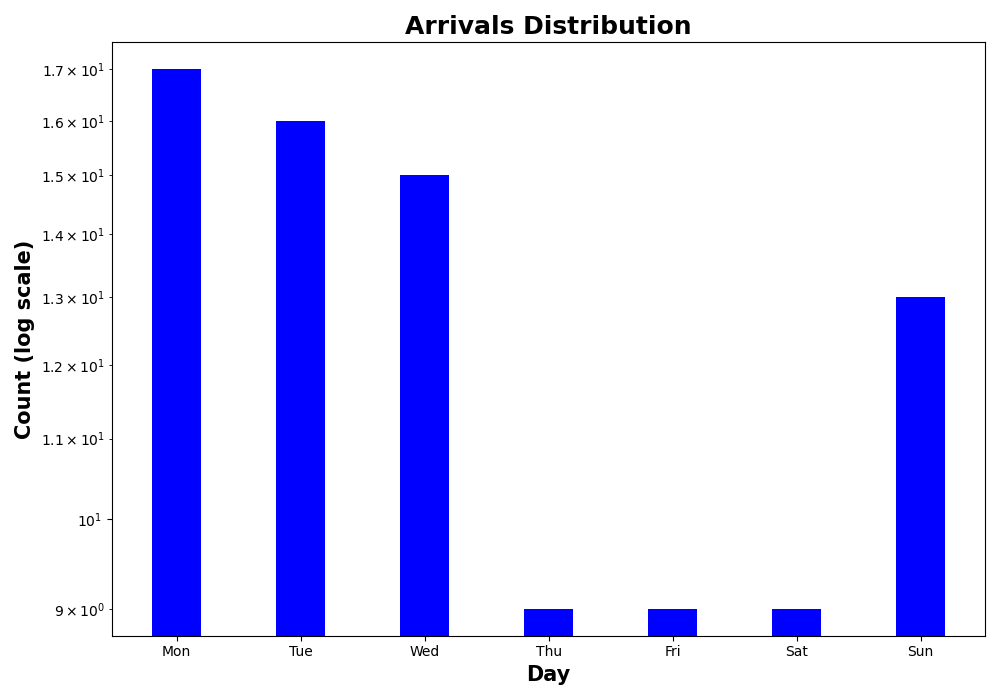 Arrivals Distribution
Count (log scale)
1.7 × 10¹
1.6 × 10¹
1.5 × 10¹
1.4 × 10¹
1.3 × 10¹
1.2 × 10¹
1.1 × 10¹
10¹
9 × 10⁰
Mon Tue Wed Thu Fri Sat Sun
Day